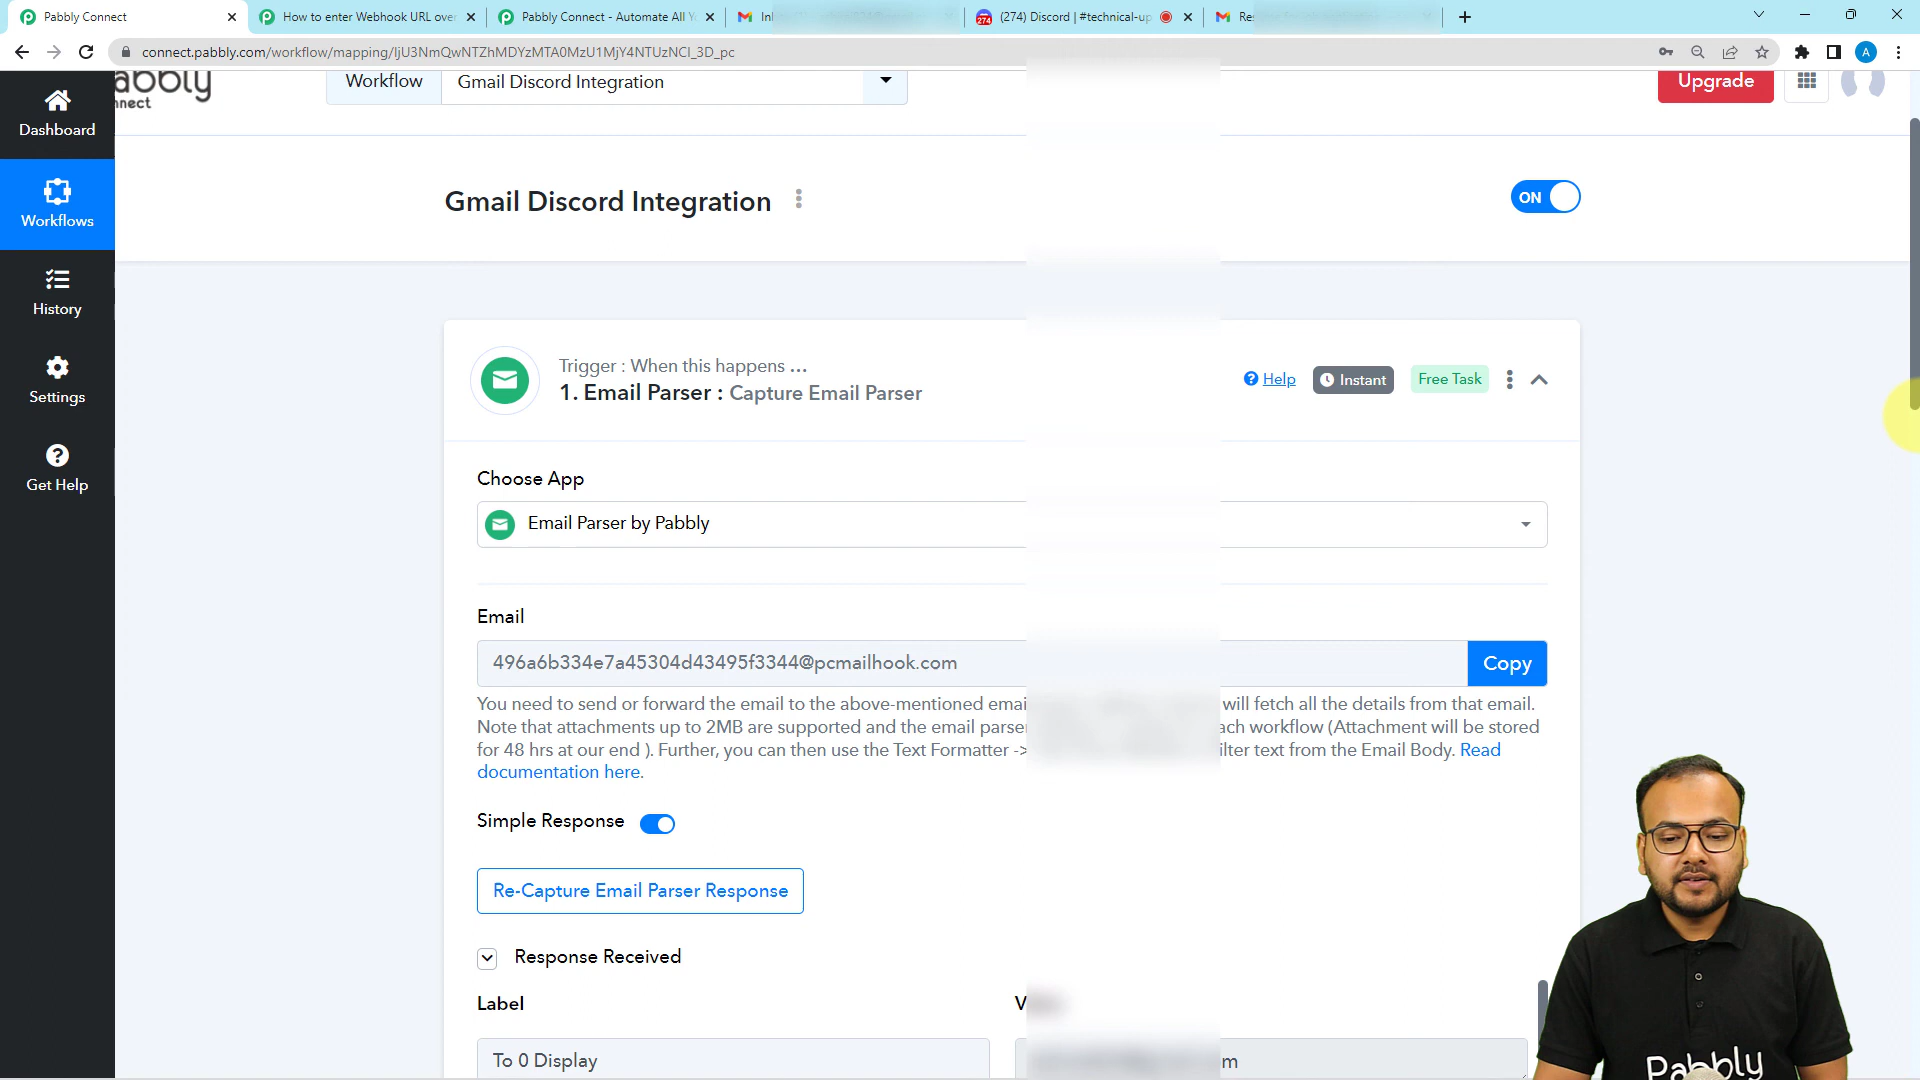 Pabbly Connect
How to enter Webhook URL over
Pabbly Connect - Automate All Y
In
(274) Discord | #technical-up
Re
connect.pabbly.com/workflow/mapping/IjU3NmQwNTZhMDYzMTA0MzU1MjY4NTUzNCI_3D_pc
A
Workflow
Gmail Discord Integration
Upgrade
Dashboard
Workflows
History
Settings
Get Help
Gmail Discord Integration
ON
Trigger : When this happens ...
1. Email Parser : Capture Email Parser
Help
Instant
Free Task
Choose App
Email Parser by Pabbly
Email
496a6b334e7a45304d43495f3344@pcmailhook.com
Copy
You need to send or forward the email to the above-mentioned emai will fetch all the details from that email.
Note that attachments up to 2MB are supported and the email parser ach workflow (Attachment will be stored
for 48 hrs at our end ). Further, you can then use the Text Formatter -> ilter text from the Email Body. Read
documentation here.
Simple Response
Re-Capture Email Parser Response
Response Received
Label
To 0 Display
Pabbly